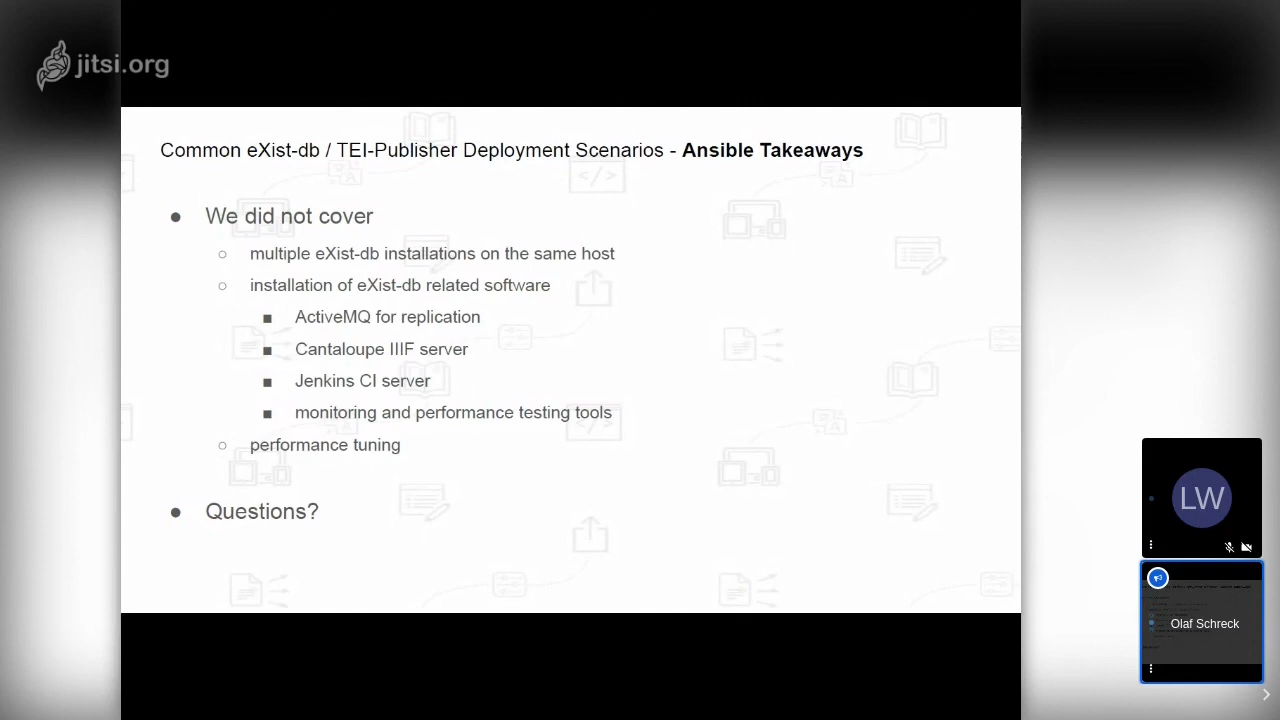 jitsi.org
Common eXist-db / TEI-Publisher Deployment Scenarios - Ansible Takeaways
We did not cover
multiple eXist-db installations on the same host
installation of eXist-db related software
ActiveMQ for replication
Cantaloupe IIIF server
Jenkins CI server
monitoring and performance testing tools
performance tuning
Questions?
LW
Olaf Schreck